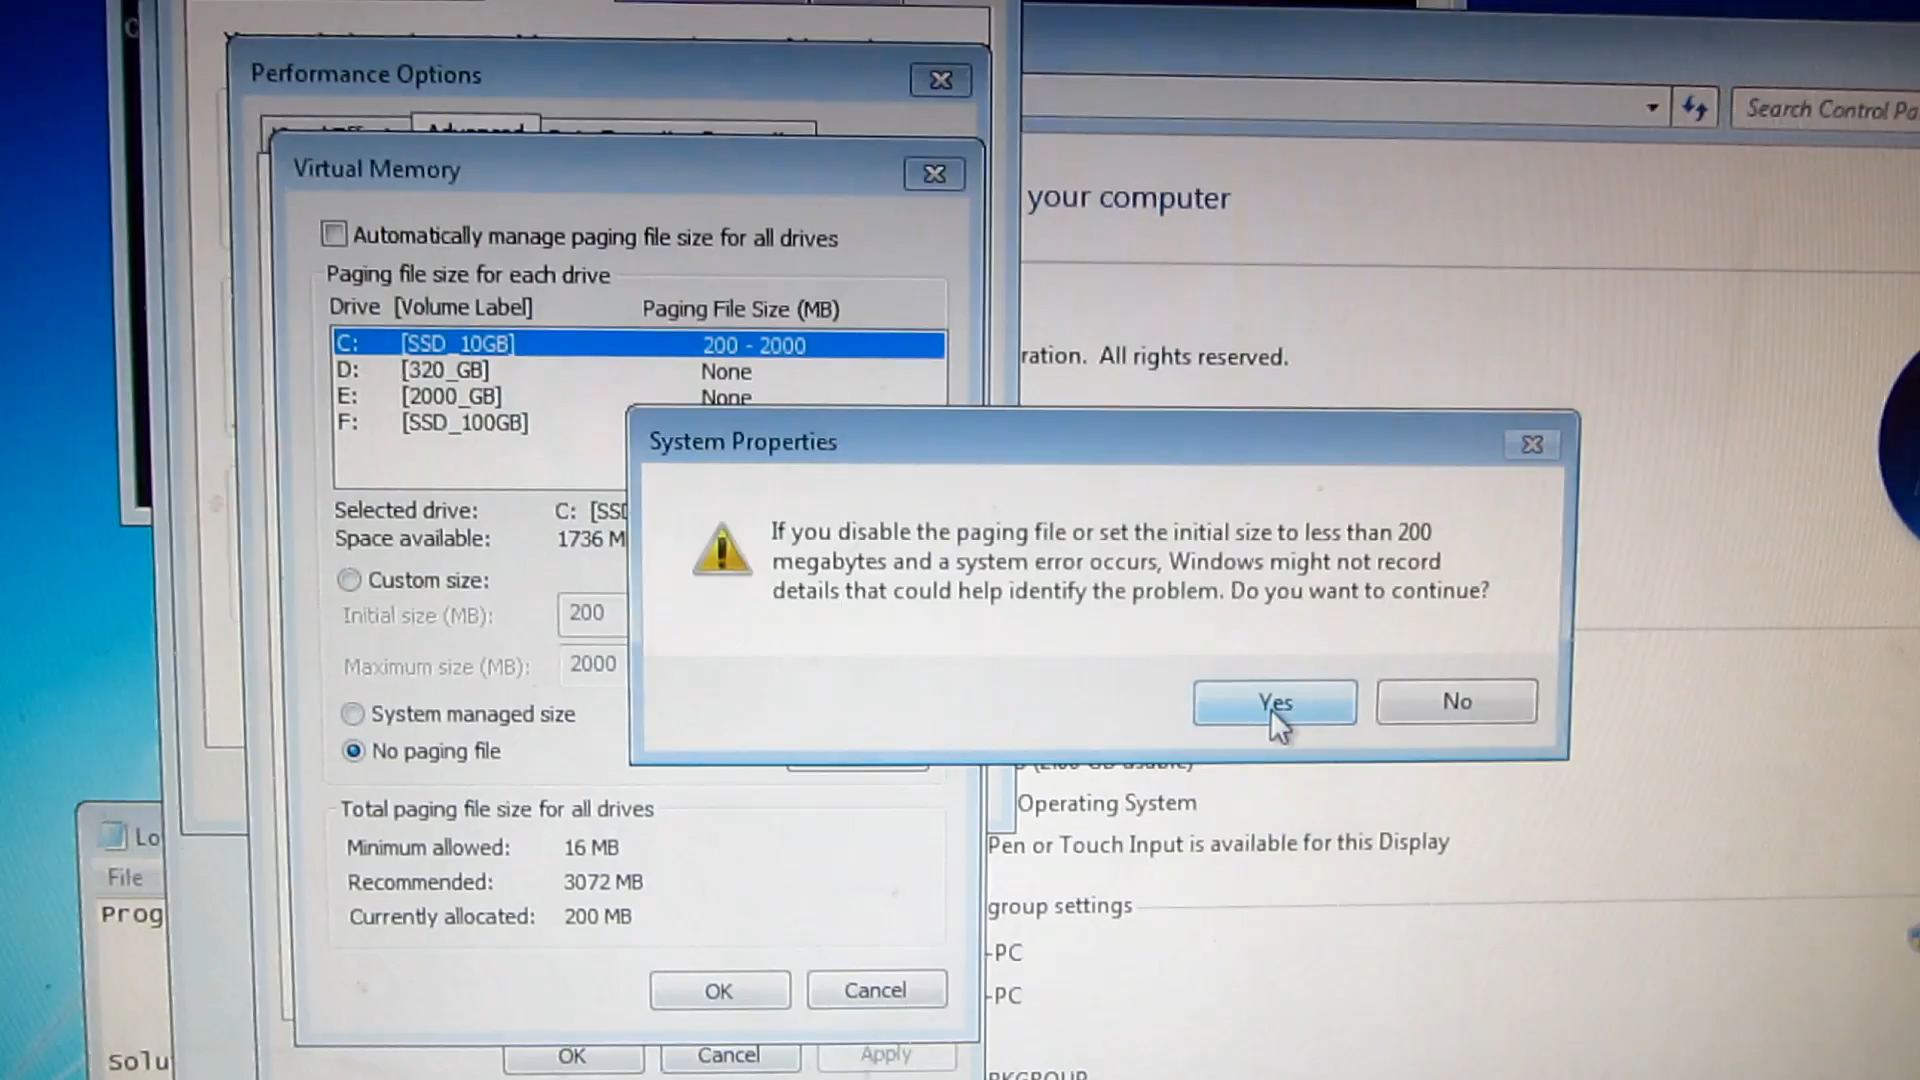 Performance Options
Advanced
Search Control Pa
Virtual Memory
your computer
Automatically manage paging file size for all drives
Paging file size for each drive
Drive [Volume Label] Paging File Size (MB)
C: [SSD_10GB] 200 - 2000
D: [320_GB] None
E: [2000_GB] None
F: [SSD_100GB]
ration. All rights reserved.
System Properties
If you disable the paging file or set the initial size to less than 200
megabytes and a system error occurs, Windows might not record
details that could help identify the problem. Do you want to continue?
Yes No
Selected drive: C: [SSD
Space available: 1736 M
Custom size:
Initial size (MB): 200
Maximum size (MB): 2000
System managed size
No paging file
Total paging file size for all drives
Minimum allowed: 16 MB
Recommended: 3072 MB
Currently allocated: 200 MB
OK Cancel
OK Cancel Apply
Operating System
Pen or Touch Input is available for this Display
group settings
-PC
-PC
RKGROUP
Lo
File
Prog
Solu